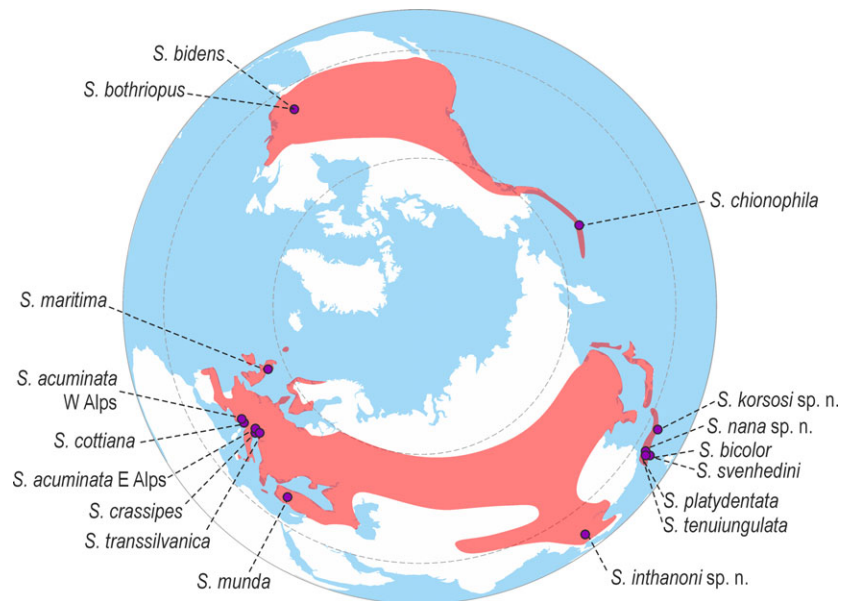 S. bidens
S. bothriopus
S. chionophila
S. maritima
S. acuminata
W Alps
S. cottiana
S. acuminata E Alps
S. crassipes
S. transsilvanica
S. munda
S. korsosi sp. n.
S. nana sp. n.
S. bicolor
S. svenhedini
S. platydentata
S. tenuiungulata
S. inthanoni sp. n.